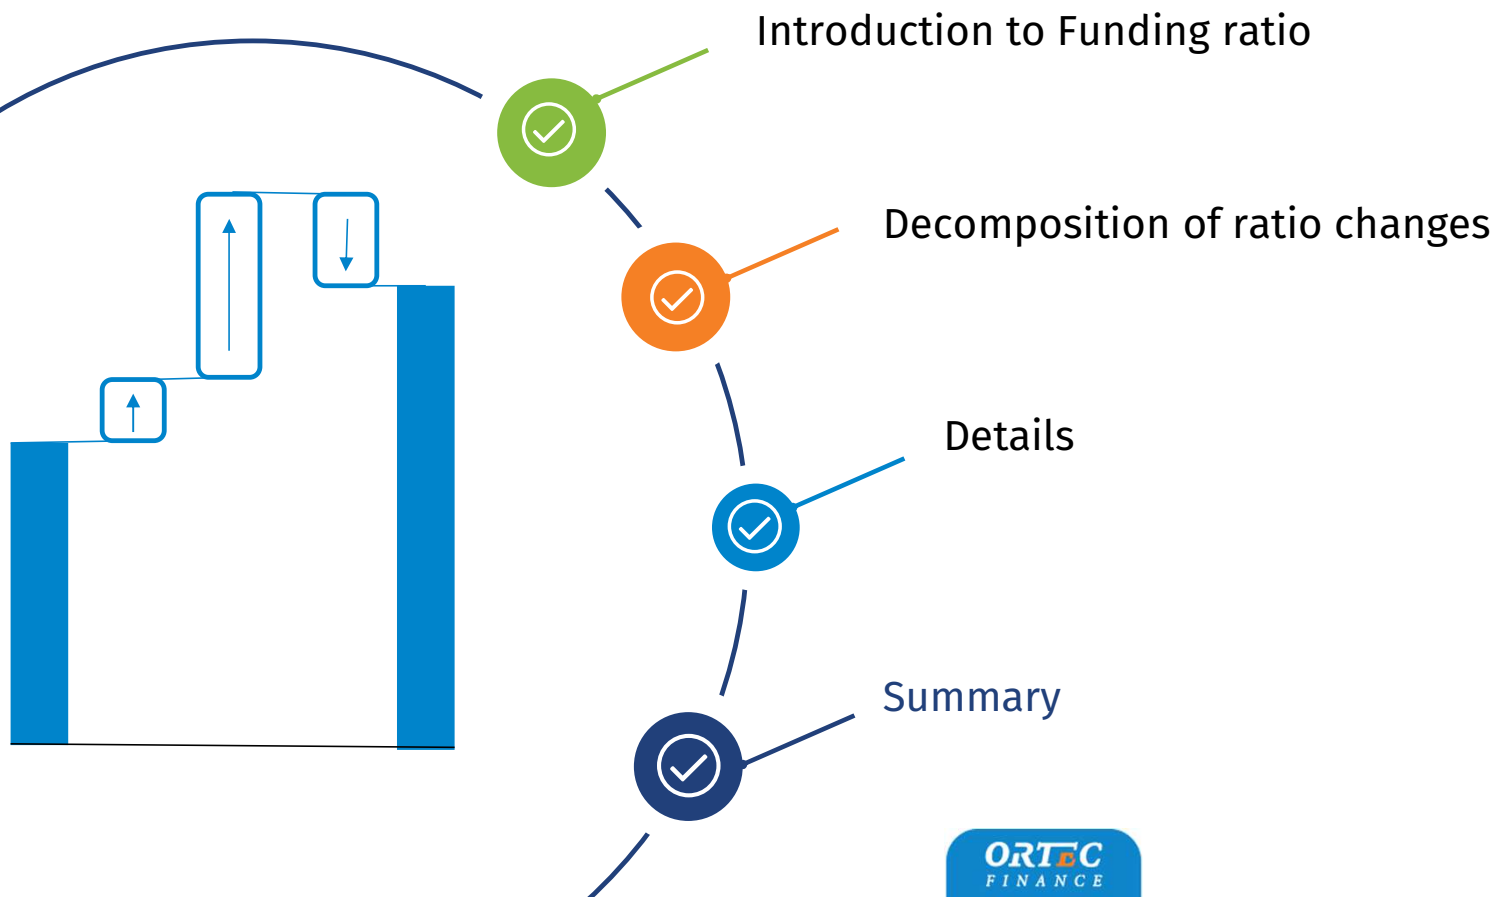 Introduction to Funding ratio
Decomposition of ratio changes
Details
Summary
ORTEC
FINANCE